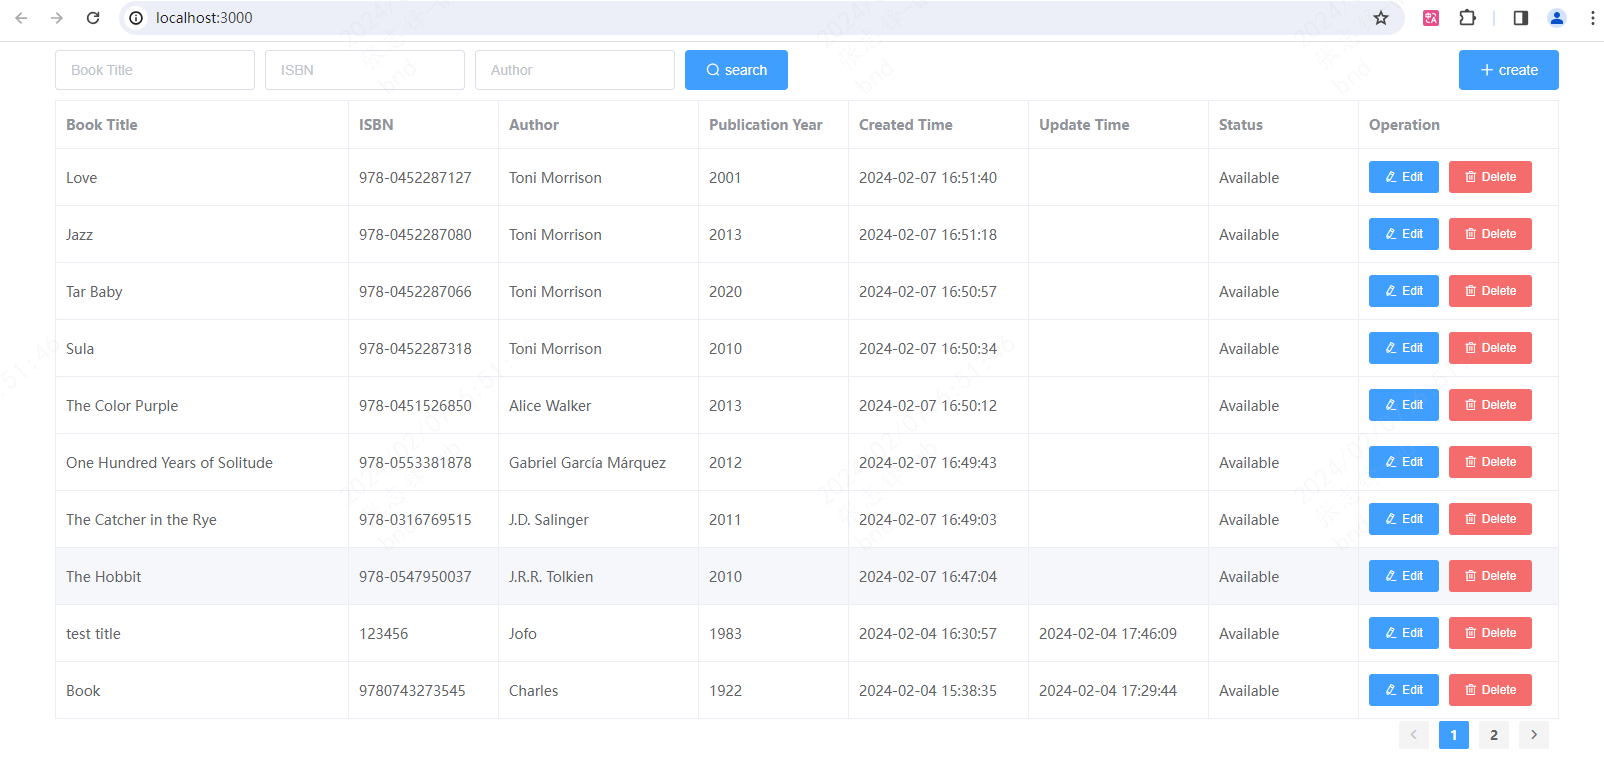 localhost:3000
Book Title ISBN Author search create
Book Title ISBN Author Publication Year Created Time Update Time Status Operation
Love 978-0452287127 Toni Morrison 2001 2024-02-07 16:51:40 Available Edit Delete
Jazz 978-0452287080 Toni Morrison 2013 2024-02-07 16:51:18 Available Edit Delete
Tar Baby 978-0452287066 Toni Morrison 2020 2024-02-07 16:50:57 Available Edit Delete
Sula 978-0452287318 Toni Morrison 2010 2024-02-07 16:50:34 Available Edit Delete
The Color Purple 978-0451526850 Alice Walker 2013 2024-02-07 16:50:12 Available Edit Delete
One Hundred Years of Solitude 978-0553381878 Gabriel García Márquez 2012 2024-02-07 16:49:43 Available Edit Delete
The Catcher in the Rye 978-0316769515 J.D. Salinger 2011 2024-02-07 16:49:03 Available Edit Delete
The Hobbit 978-0547950037 J.R.R. Tolkien 2010 2024-02-07 16:47:04 Available Edit Delete
test title 123456 Jofo 1983 2024-02-04 16:30:57 2024-02-04 17:46:09 Available Edit Delete
Book 9780743273545 Charles 1922 2024-02-04 15:38:35 2024-02-04 17:29:44 Available Edit Delete
1 2